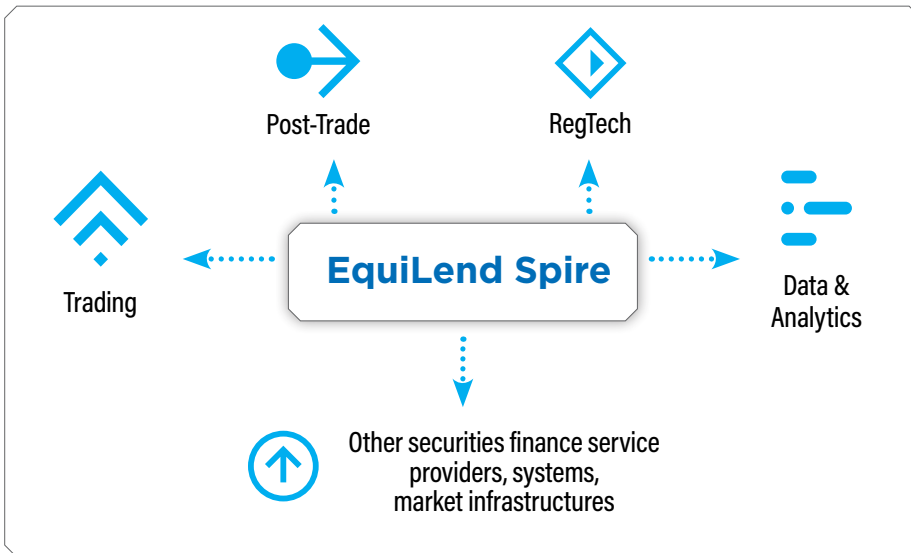 Post-Trade
RegTech
Trading
EquiLend Spire
Data &
Analytics
Other securities finance service
providers, systems,
market infrastructures